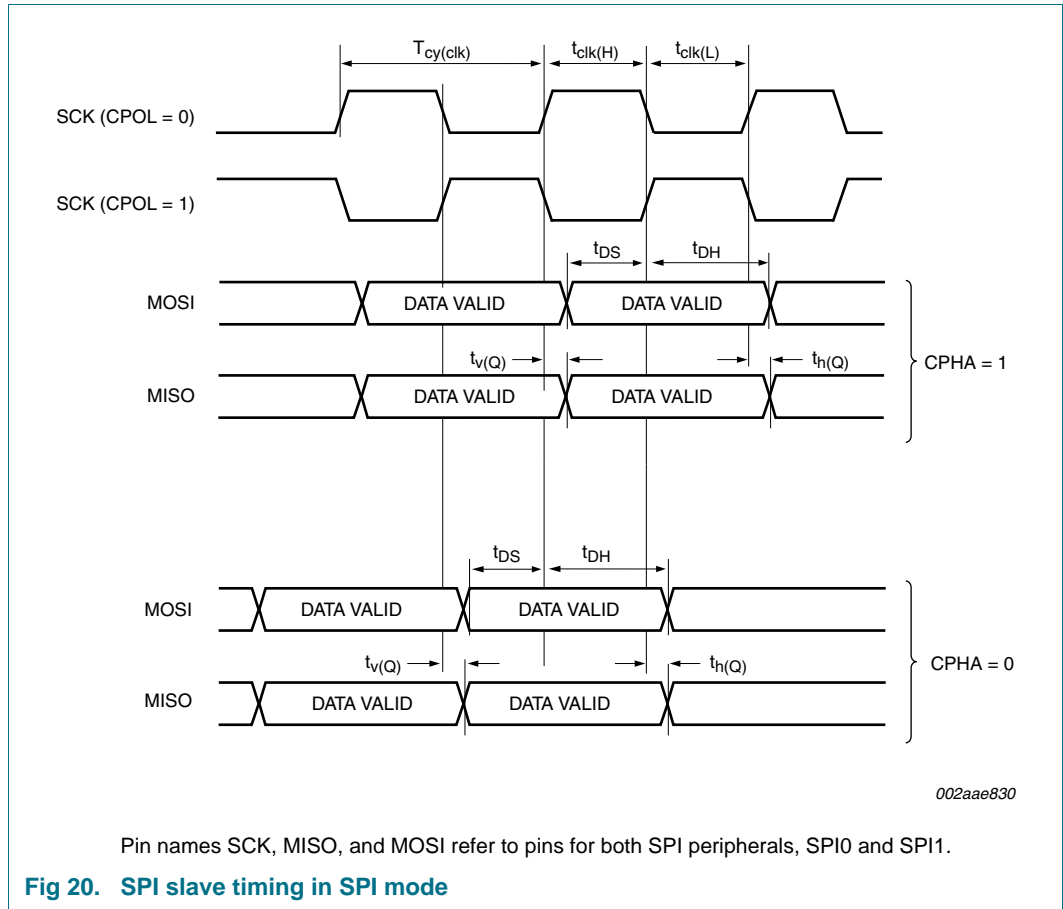 Tcy(clk) tclk(H) tclk(L)
SCK (CPOL = 0)
SCK (CPOL = 1)
tDS tDH
MOSI DATA VALID DATA VALID
tv(Q) th(Q)
CPHA = 1
MISO DATA VALID DATA VALID
tDS tDH
MOSI DATA VALID DATA VALID
tv(Q) th(Q)
CPHA = 0
MISO DATA VALID DATA VALID
002aae830
Pin names SCK, MISO, and MOSI refer to pins for both SPI peripherals, SPI0 and SPI1.
Fig 20. SPI slave timing in SPI mode